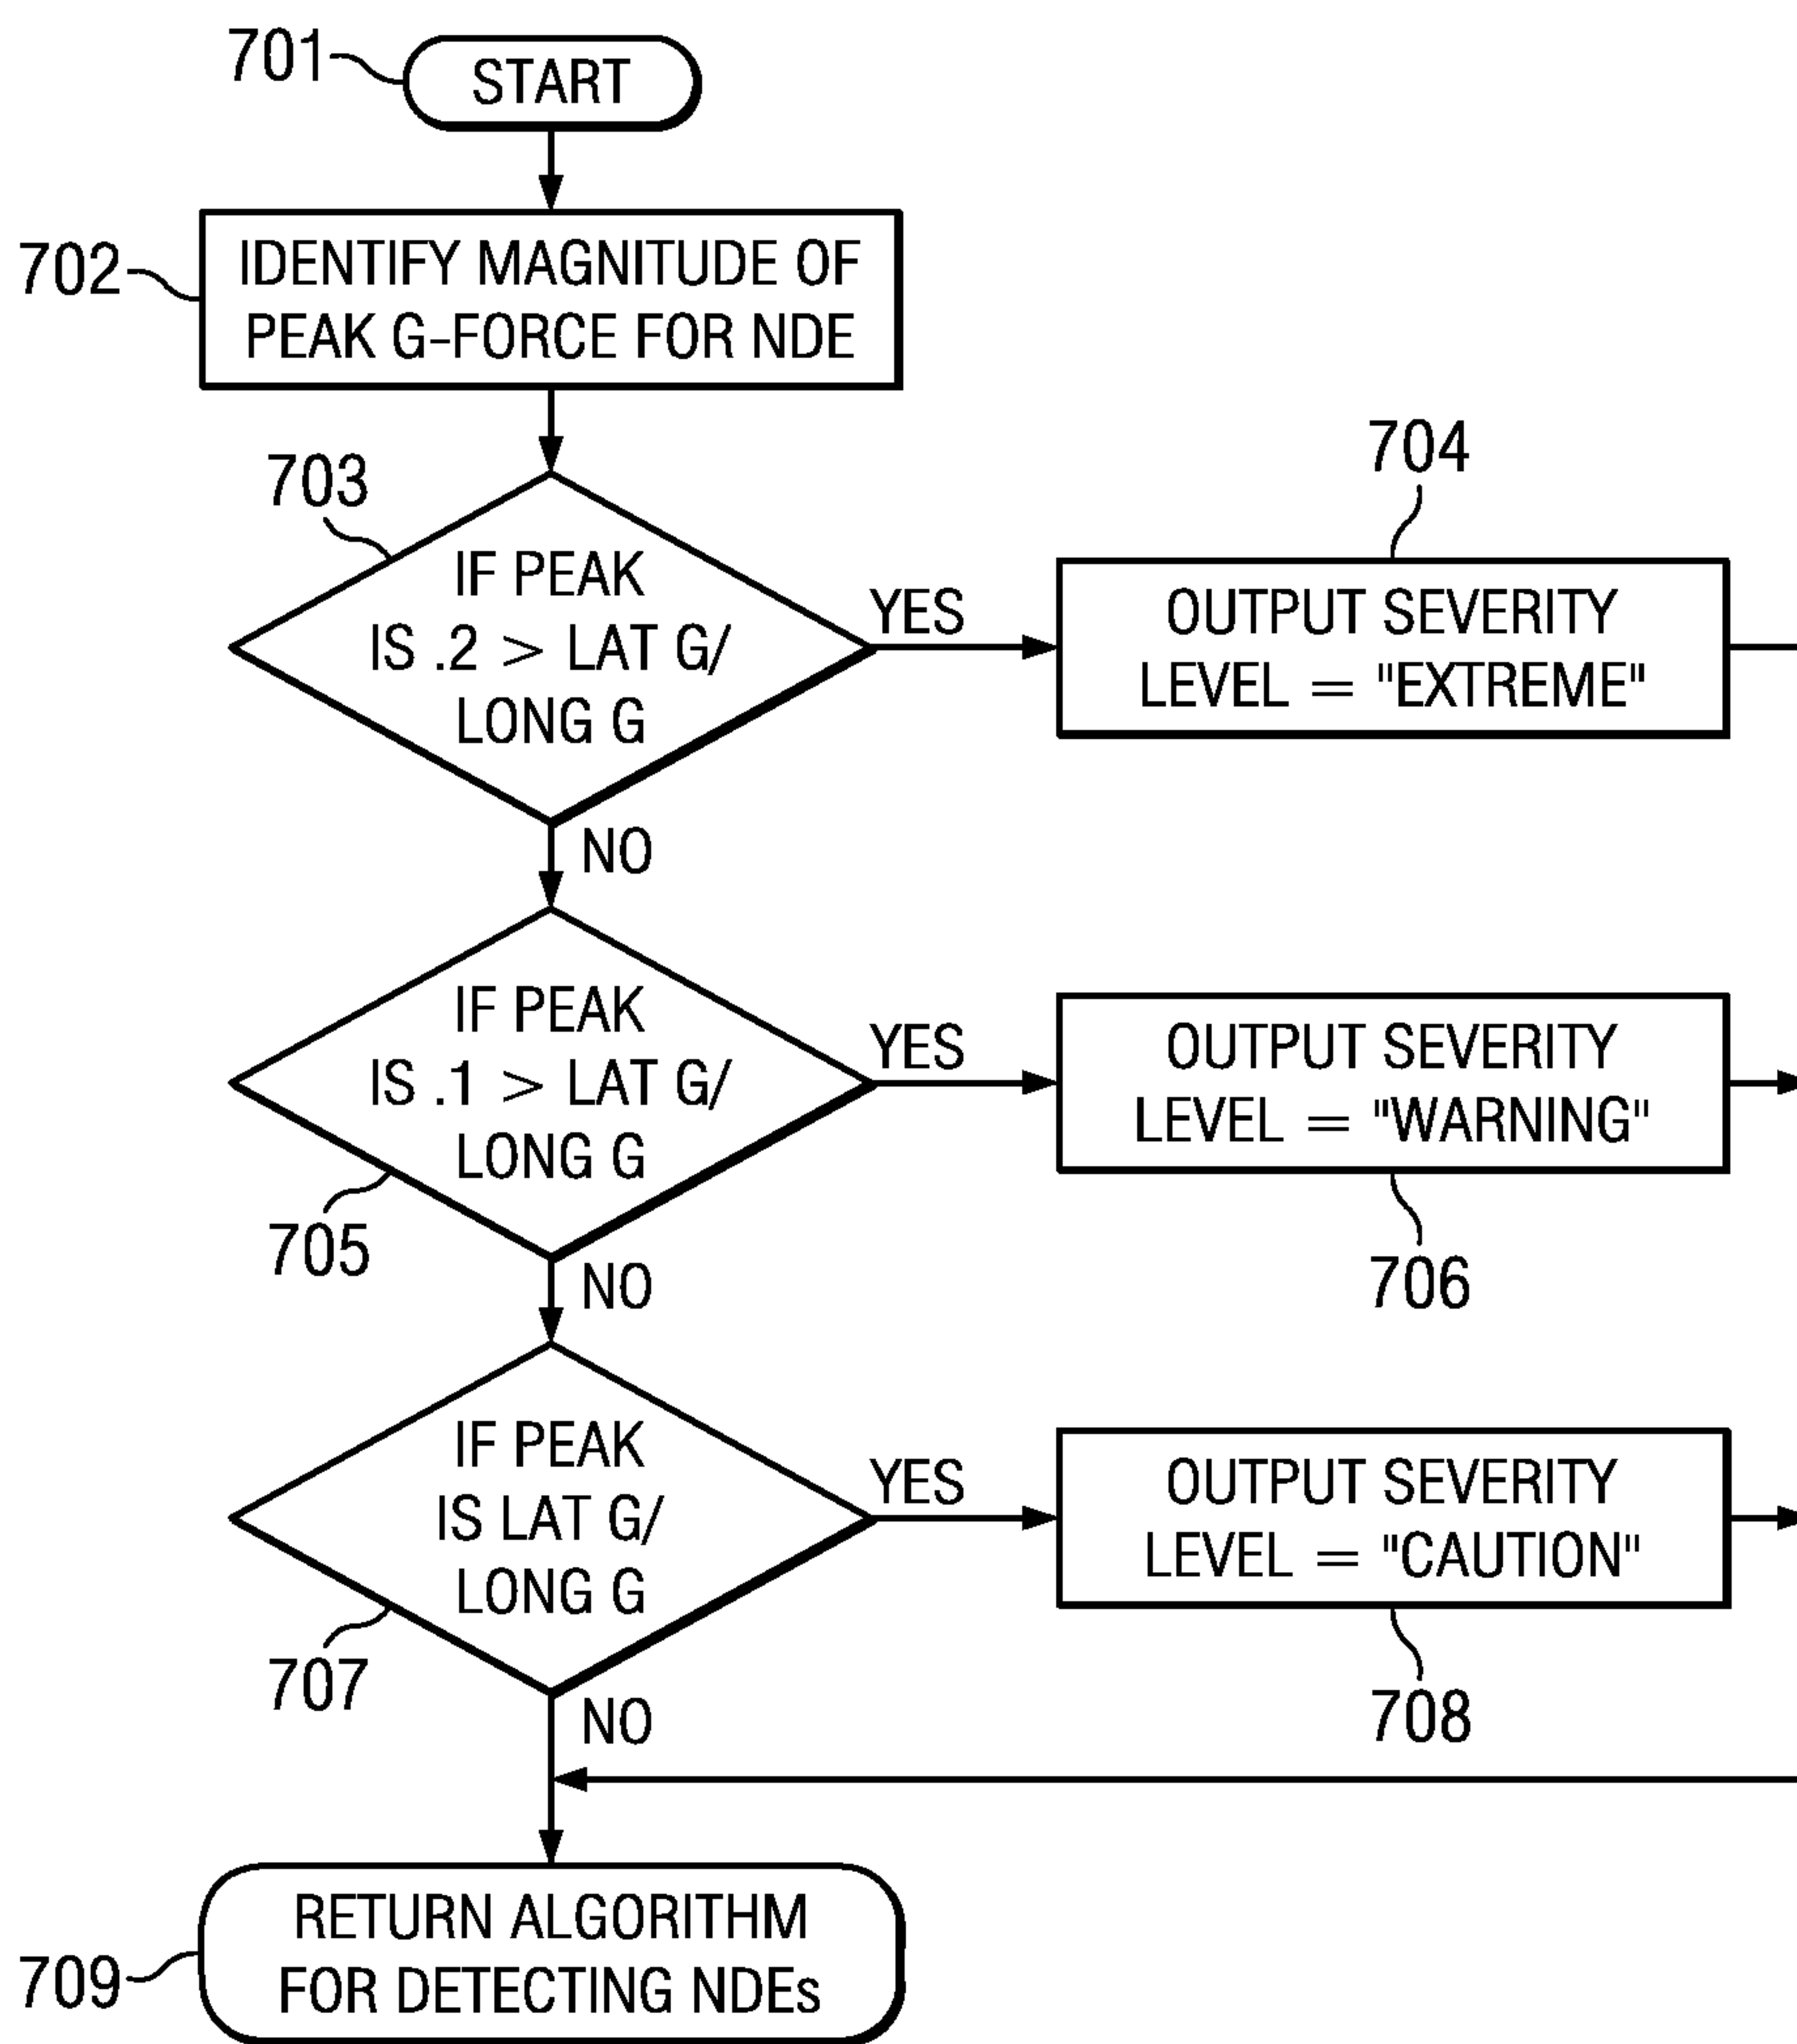 701
START
702
IDENTIFY MAGNITUDE OF
PEAK G-FORCE FOR NDE
703
IF PEAK
IS .2 > LAT G/
LONG G
YES
704
OUTPUT SEVERITY
LEVEL = "EXTREME"
NO
IF PEAK
IS .1 > LAT G/
LONG G
705
YES
OUTPUT SEVERITY
LEVEL = "WARNING"
706
NO
IF PEAK
IS LAT G/
LONG G
707
YES
OUTPUT SEVERITY
LEVEL = "CAUTION"
708
NO
RETURN ALGORITHM
FOR DETECTING NDEs
709